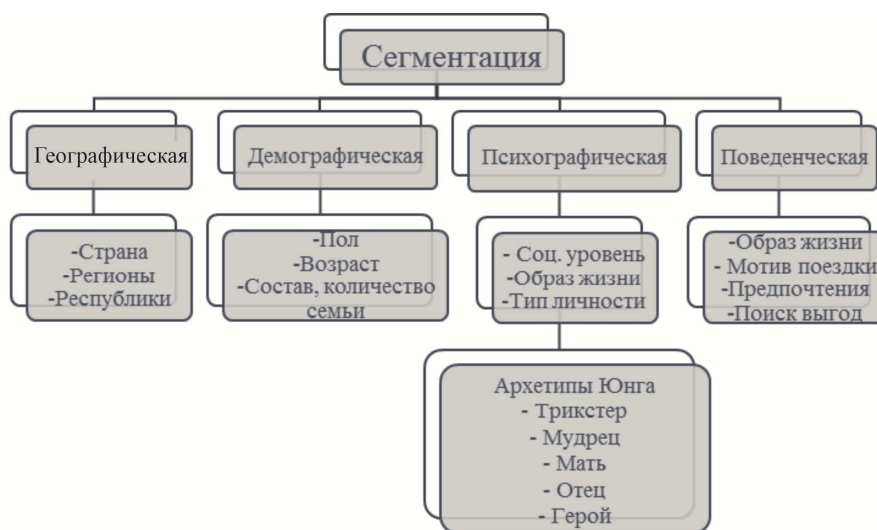 Сегментация
Географическая
Демографическая
Психографическая
Поведенческая
-Страна
-Регионы
-Республики
-Пол
-Возраст
-Состав, количество
семьи
- Соц. уровень
-Образ жизни
-Тип личности
-Образ жизни
- Мотив поездки
-Предпочтения
-Поиск выгод
Архетипы Юнга
- Трикстер
- Мудрец
- Мать
- Отец
- Герой